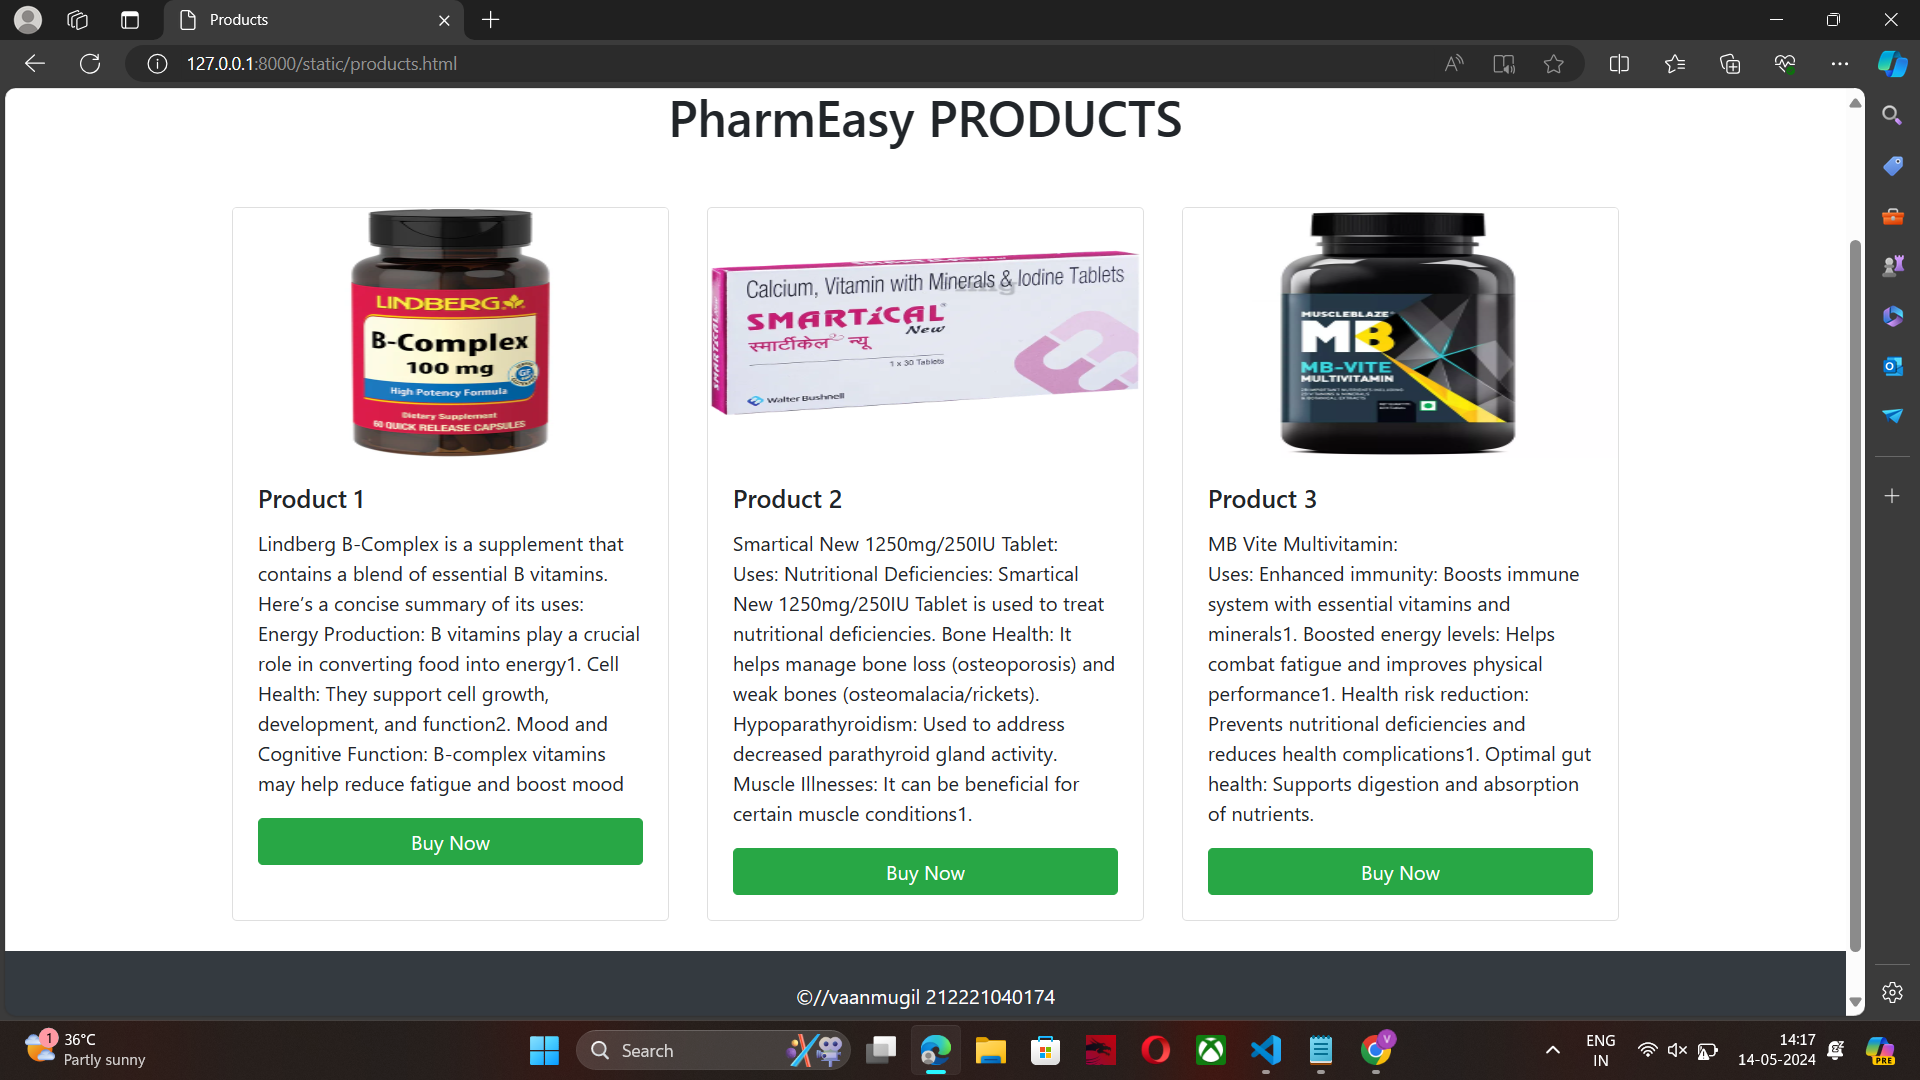 Products
127.0.0.1:8000/static/products.html
PharmEasy PRODUCTS
LINDBERG
B-Complex
100 mg
High Potency Formula
Dietary Supplement
60 QUICK RELEASE CAPSULES
Calcium, Vitamin with Minerals & Iodine Tablets
SMARTICAL
New
स्मार्टीकेल न्यू
1 x 30 Tablets
Walter Bushnell
SMARTICAL
MUSCLEBLAZE
MB
MB-VITE
MULTIVITAMIN
Product 1
Lindberg B-Complex is a supplement that
contains a blend of essential B vitamins.
Here’s a concise summary of its uses:
Energy Production: B vitamins play a crucial
role in converting food into energy1. Cell
Health: They support cell growth,
development, and function2. Mood and
Cognitive Function: B-complex vitamins
may help reduce fatigue and boost mood
Buy Now
Product 2
Smartical New 1250mg/250IU Tablet:
Uses: Nutritional Deficiencies: Smartical
New 1250mg/250IU Tablet is used to treat
nutritional deficiencies. Bone Health: It
helps manage bone loss (osteoporosis) and
weak bones (osteomalacia/rickets).
Hypoparathyroidism: Used to address
decreased parathyroid gland activity.
Muscle Illnesses: It can be beneficial for
certain muscle conditions1.
Buy Now
Product 3
MB Vite Multivitamin:
Uses: Enhanced immunity: Boosts immune
system with essential vitamins and
minerals1. Boosted energy levels: Helps
combat fatigue and improves physical
performance1. Health risk reduction:
Prevents nutritional deficiencies and
reduces health complications1. Optimal gut
health: Supports digestion and absorption
of nutrients.
Buy Now
©//vaanmugil 212221040174
1
36°C
Partly sunny
Search
V
ENG
IN
14:17
14-05-2024
PRE